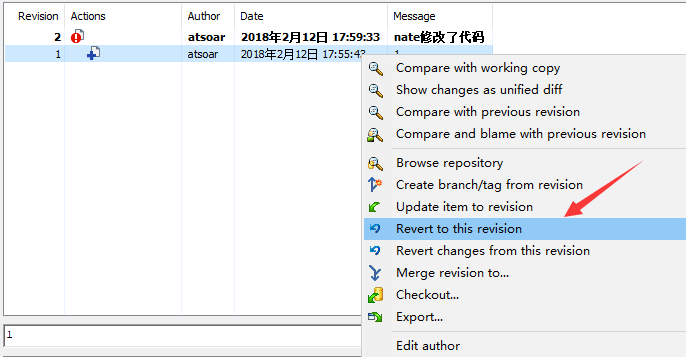 Revision Actions Author Date Message
2 atsoar 2018年2月12日 17:59:33 nate修改了代码
1 atsoar 2018年2月12日 17:55:43
Compare with working copy
Show changes as unified diff
Compare with previous revision
Compare and blame with previous revision
Browse repository
Create branch/tag from revision
Update item to revision
Revert to this revision
Revert changes from this revision
Merge revision to...
Checkout...
Export...
Edit author
1